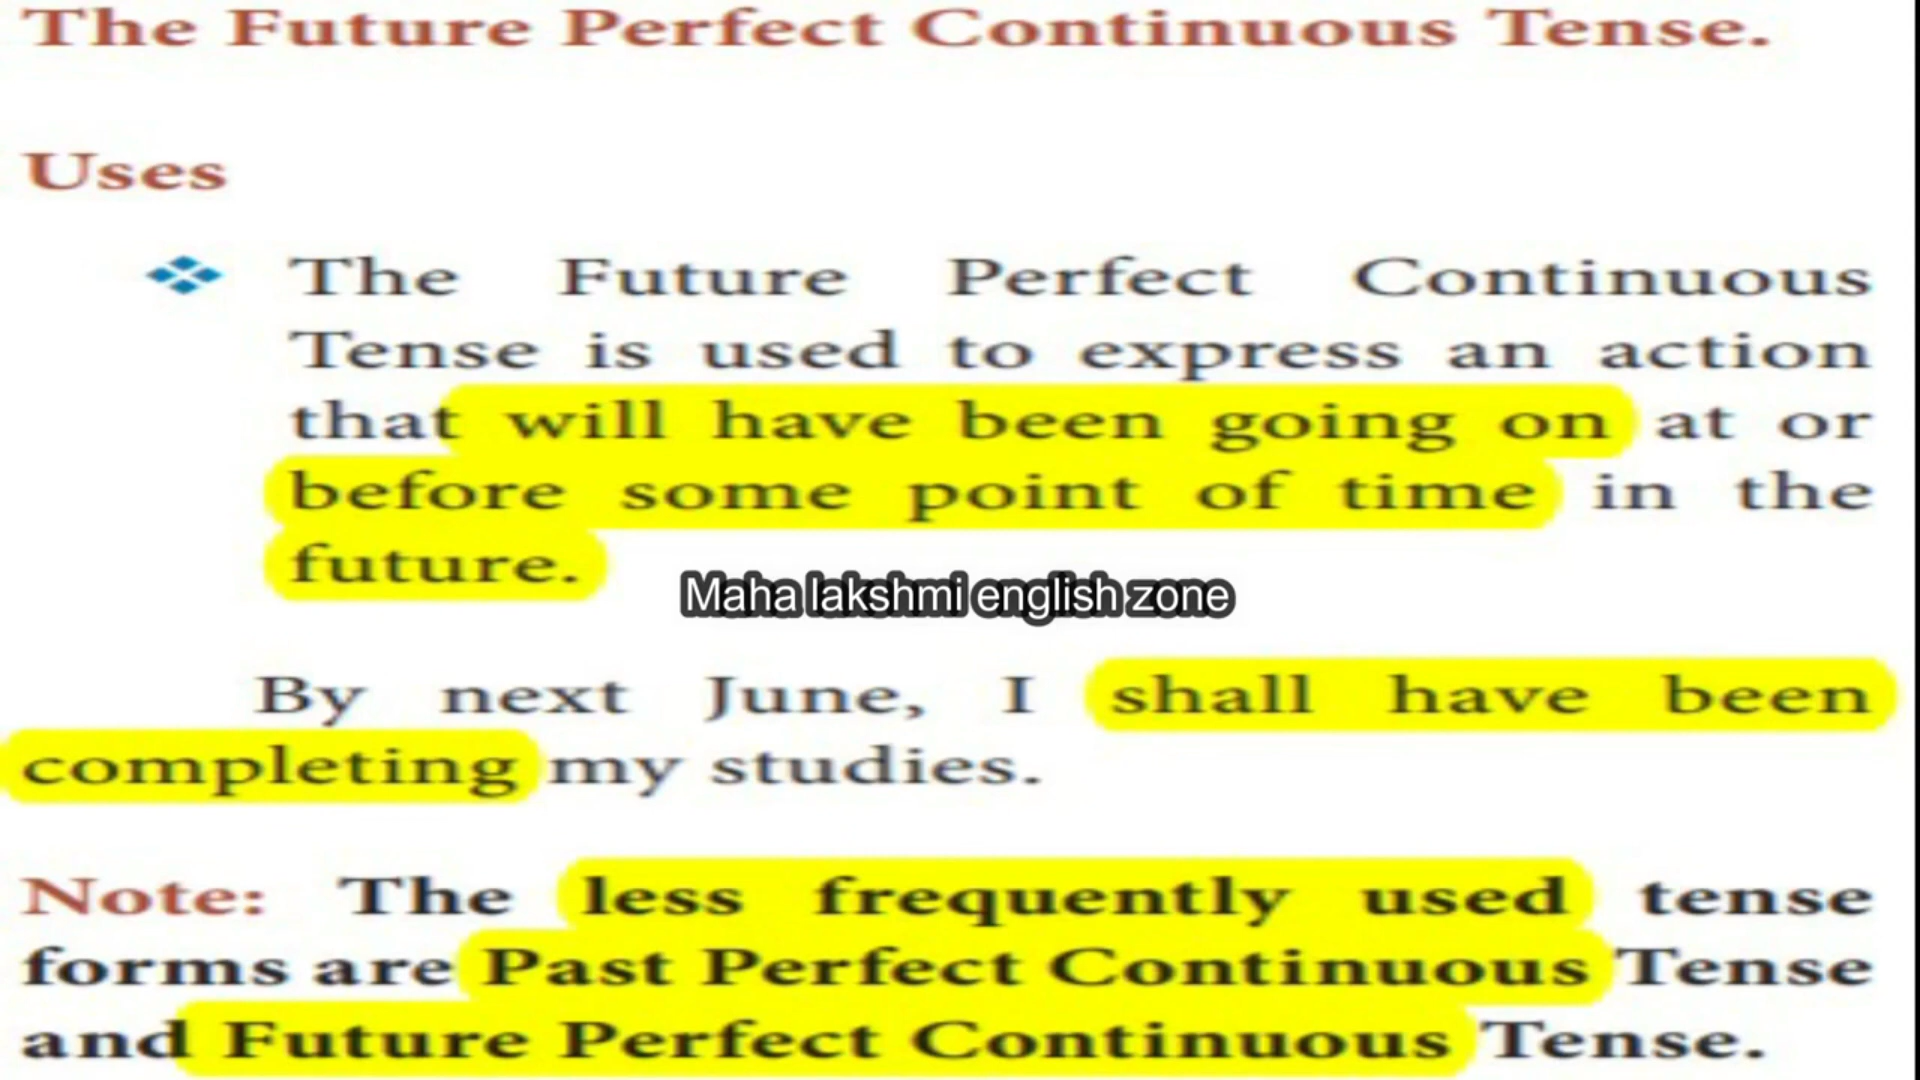 The Future Perfect Continuous Tense.
Uses
The Future Perfect Continuous
Tense is used to express an action
that will have been going on at or
before some point of time in the
future.
Maha lakshmi english zone
By next June, I shall have been
completing my studies.
Note: The less frequently used tense
forms are Past Perfect Continuous Tense
and Future Perfect Continuous Tense.